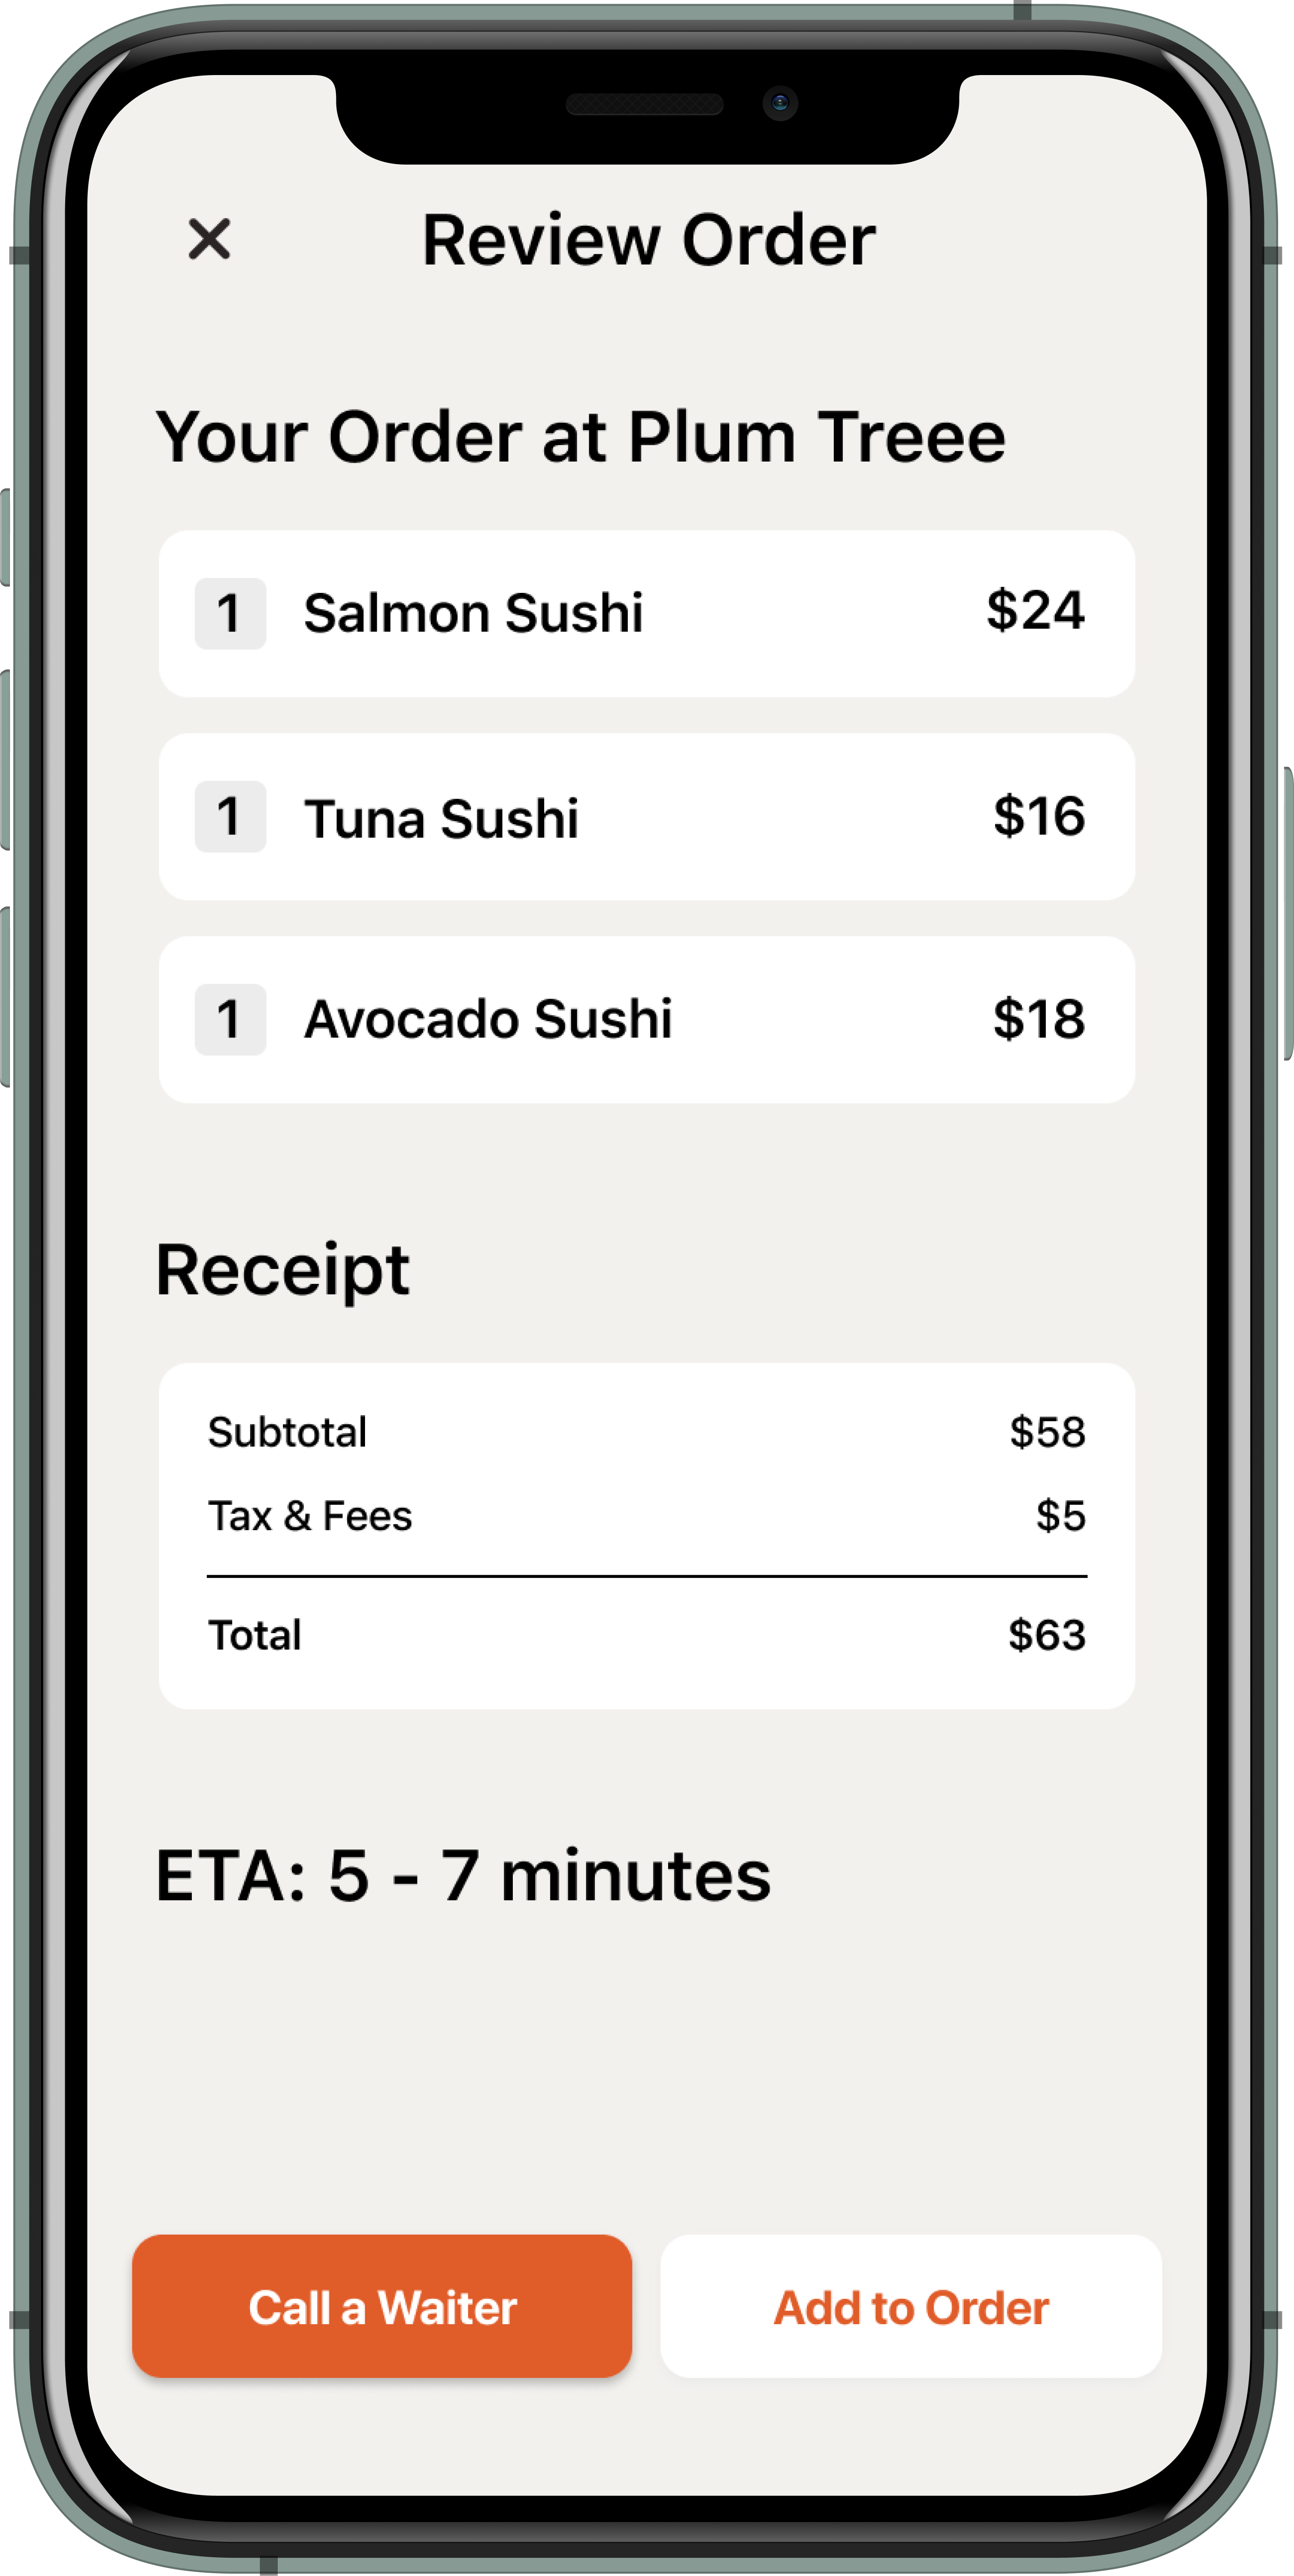 Review Order
Your Order at Plum Treee
1 Salmon Sushi $24
1 Tuna Sushi $16
1 Avocado Sushi $18
Receipt
Subtotal $58
Tax & Fees $5
Total $63
ETA: 5 - 7 minutes
Call a Waiter Add to Order